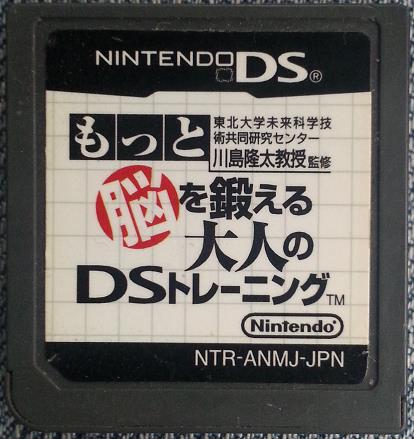 NINTENDO DS®
もっと
東北大学未来科学技
術共同研究センター
川島隆太教授監修
脳を鍛える
大人の
DSトレーニング™
Nintendo
NTR-ANMJ-JPN